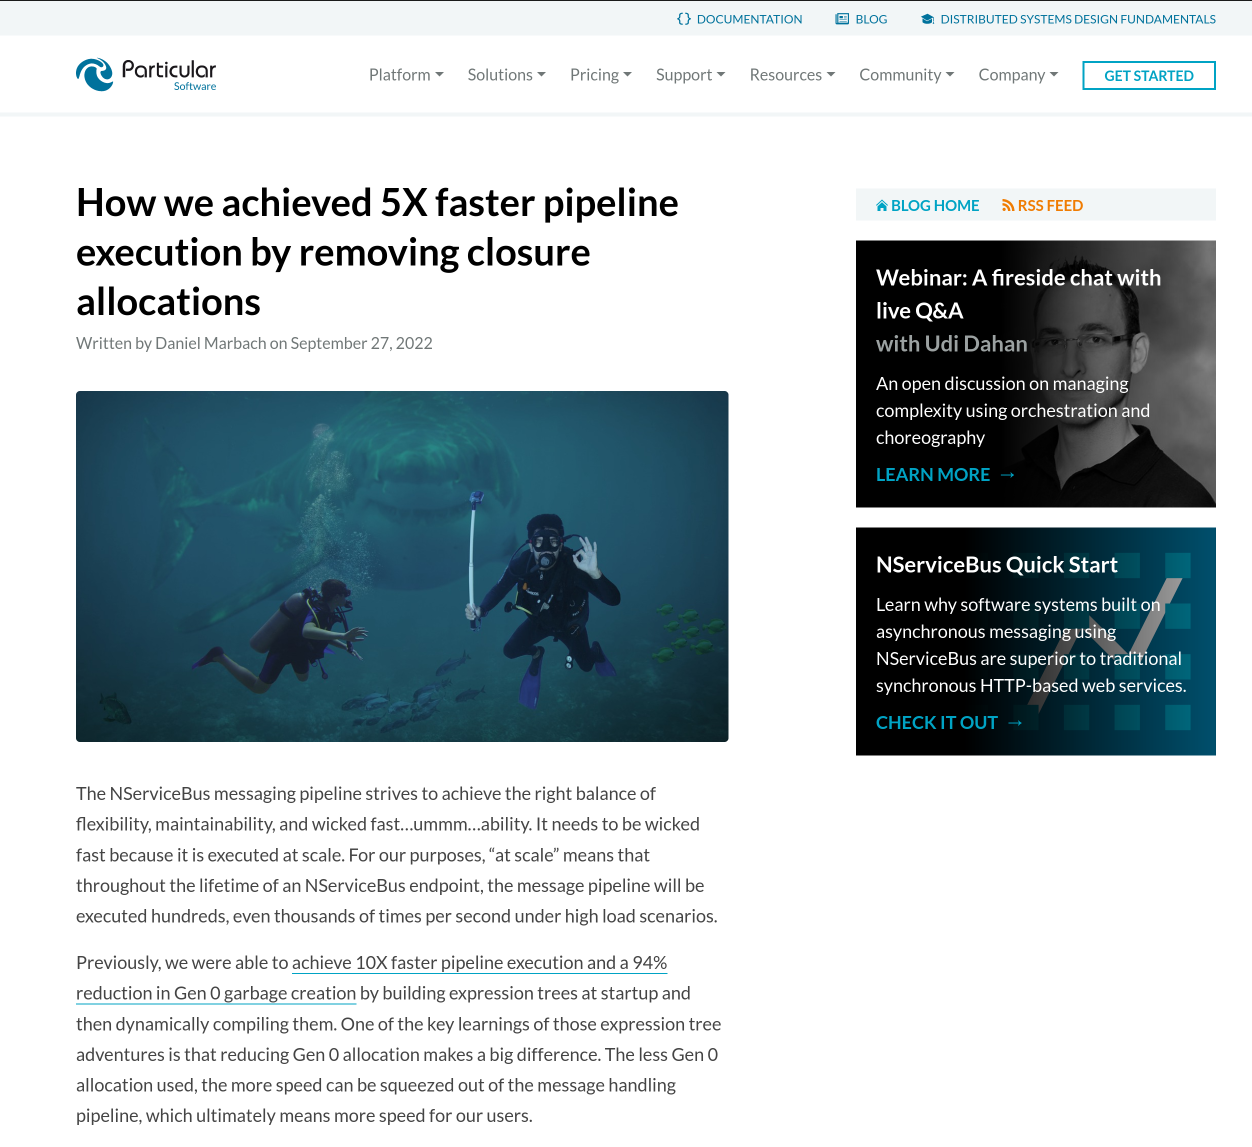 DOCUMENTATION BLOG DISTRIBUTED SYSTEMS DESIGN FUNDAMENTALS
Particular
Software
Platform Solutions Pricing Support Resources Community Company GET STARTED
How we achieved 5X faster pipeline
execution by removing closure
allocations
Written by Daniel Marbach on September 27, 2022
The NServiceBus messaging pipeline strives to achieve the right balance of
flexibility, maintainability, and wicked fast…ummm…ability. It needs to be wicked
fast because it is executed at scale. For our purposes, “at scale” means that
throughout the lifetime of an NServiceBus endpoint, the message pipeline will be
executed hundreds, even thousands of times per second under high load scenarios.
Previously, we were able to achieve 10X faster pipeline execution and a 94%
reduction in Gen 0 garbage creation by building expression trees at startup and
then dynamically compiling them. One of the key learnings of those expression tree
adventures is that reducing Gen 0 allocation makes a big difference. The less Gen 0
allocation used, the more speed can be squeezed out of the message handling
pipeline, which ultimately means more speed for our users.
BLOG HOME RSS FEED
Webinar: A fireside chat with
live Q&A
with Udi Dahan
An open discussion on managing
complexity using orchestration and
choreography
LEARN MORE →
NServiceBus Quick Start
Learn why software systems built on
asynchronous messaging using
NServiceBus are superior to traditional
synchronous HTTP-based web services.
CHECK IT OUT →